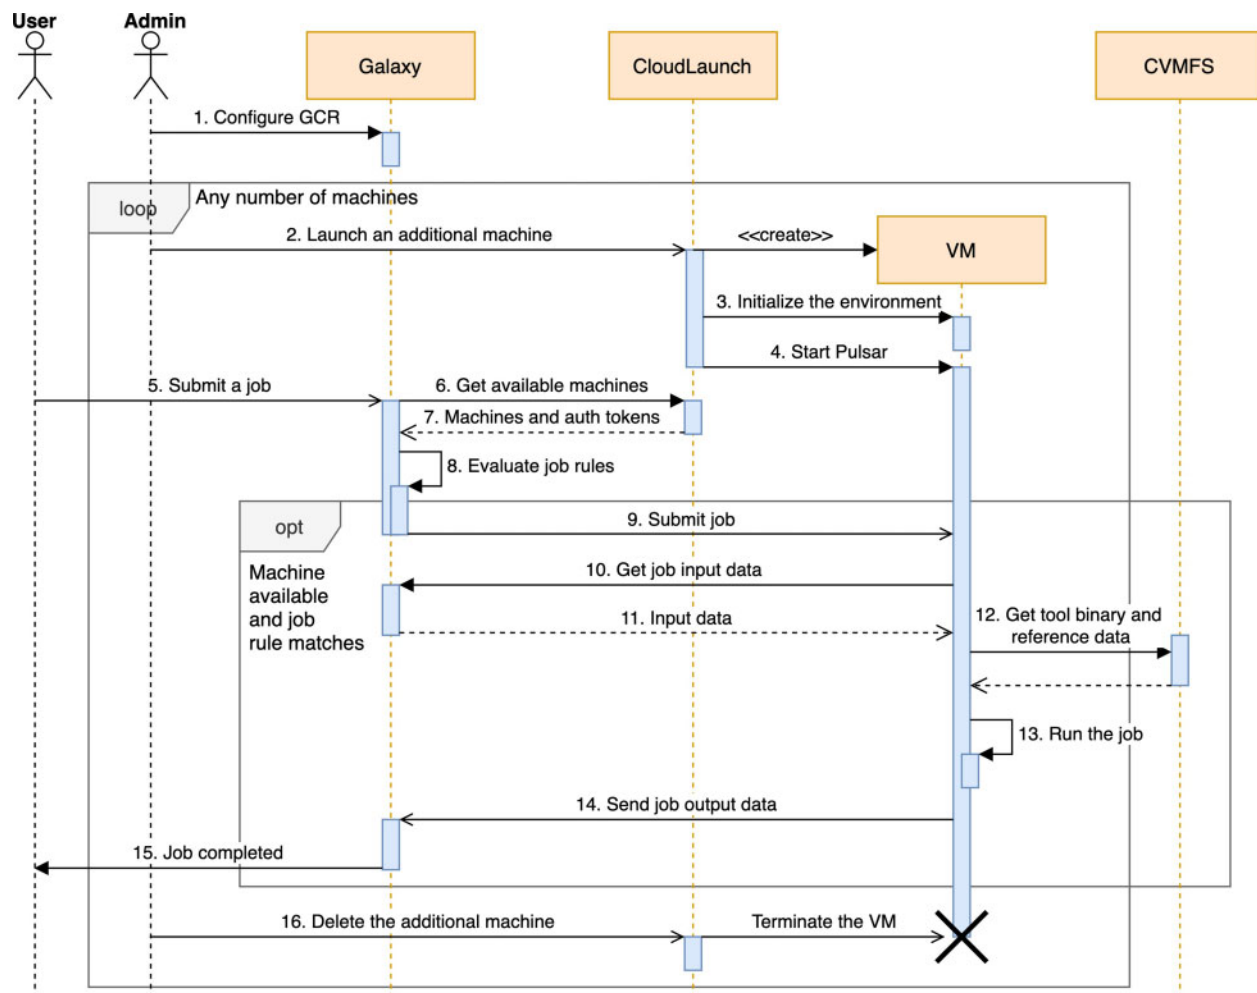 User
Admin
Galaxy
CloudLaunch
CVMFS
1. Configure GCR
loop
Any number of machines
2. Launch an additional machine
<<create>>
VM
3. Initialize the environment
4. Start Pulsar
5. Submit a job
6. Get available machines
7. Machines and auth tokens
8. Evaluate job rules
opt
9. Submit job
Machine
available
and job
rule matches
10. Get job input data
11. Input data
12. Get tool binary and
reference data
13. Run the job
14. Send job output data
15. Job completed
16. Delete the additional machine
Terminate the VM